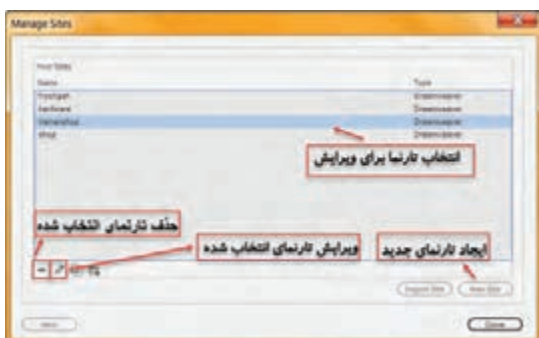 Manage Sites
Your Sites
Name Type
Dreamweaver
hardware Dreamweaver
Dreamweaver
shop Dreamweaver
انتخاب تارنما برای ویرایش
حذف تارنمای انتخاب شده
ویرایش تارنمای انتخاب شده
ایجاد تارنمای جدید
Import Site New Site
Help Done